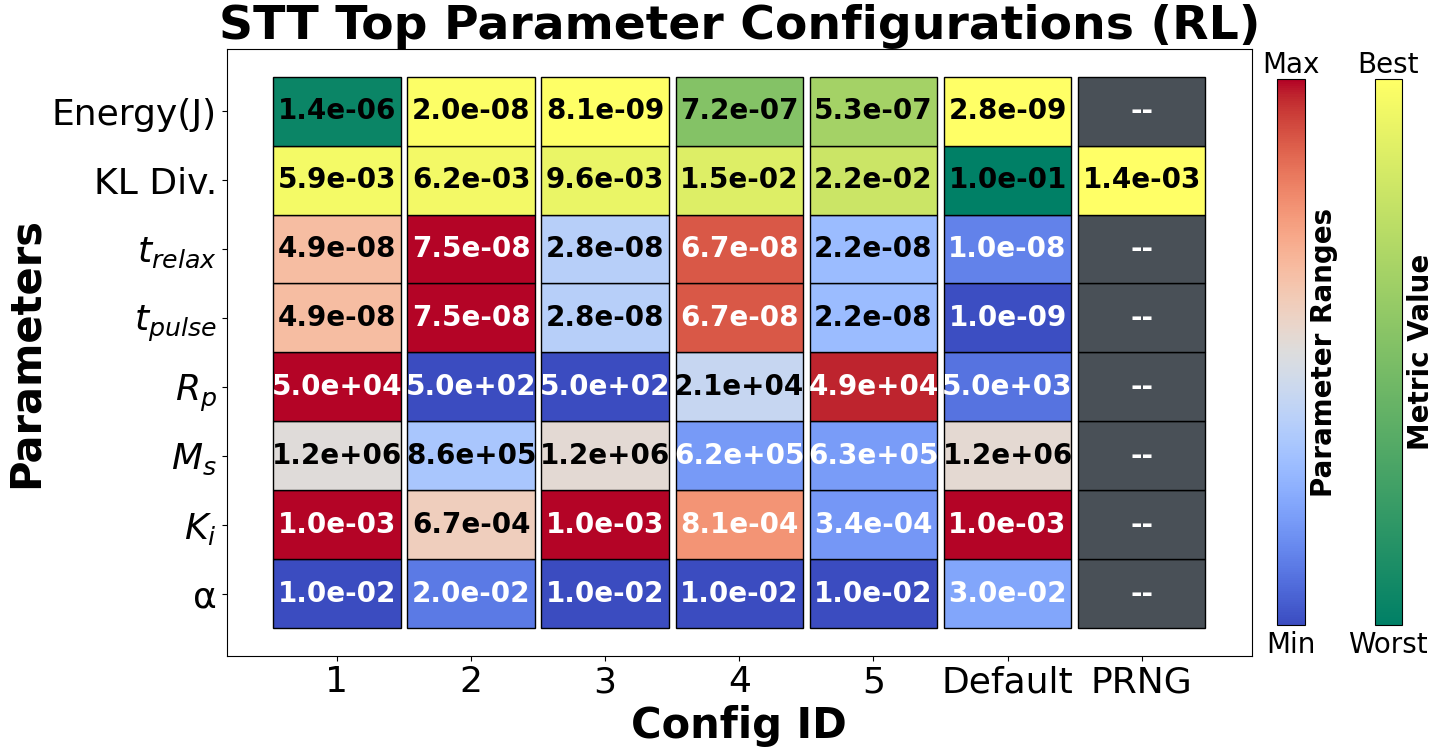 STT Top Parameter Configurations (RL)
Parameters
Energy(J) 1.4e-06 2.0e-08 8.1e-09 7.2e-07 5.3e-07 2.8e-09 --
KL Div. 5.9e-03 6.2e-03 9.6e-03 1.5e-02 2.2e-02 1.0e-01 1.4e-03
t_relax 4.9e-08 7.5e-08 2.8e-08 6.7e-08 2.2e-08 1.0e-08 --
t_pulse 4.9e-08 7.5e-08 2.8e-08 6.7e-08 2.2e-08 1.0e-09 --
R_p 5.0e+04 5.0e+02 5.0e+02 2.1e+04 4.9e+04 5.0e+03 --
M_s 1.2e+06 8.6e+05 1.2e+06 6.2e+05 6.3e+05 1.2e+06 --
K_i 1.0e-03 6.7e-04 1.0e-03 8.1e-04 3.4e-04 1.0e-03 --
α 1.0e-02 2.0e-02 1.0e-02 1.0e-02 1.0e-02 3.0e-02 --
1 2 3 4 5 Default PRNG
Config ID
Max
Parameter Ranges
Min
Best
Metric Value
Worst